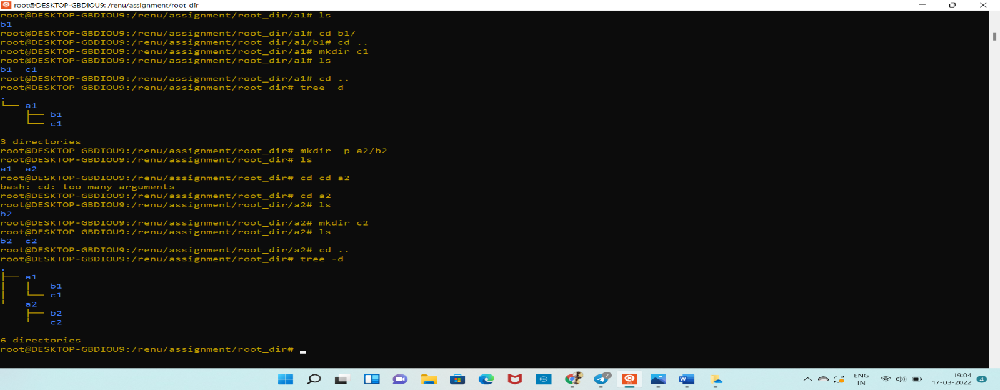 root@DESKTOP-GBDIOU9: /renu/assignment/root_dir
root@DESKTOP-GBDIOU9:/renu/assignment/root_dir/a1# ls
b1
root@DESKTOP-GBDIOU9:/renu/assignment/root_dir/a1# cd b1/
root@DESKTOP-GBDIOU9:/renu/assignment/root_dir/a1/b1# cd ..
root@DESKTOP-GBDIOU9:/renu/assignment/root_dir/a1# mkdir c1
root@DESKTOP-GBDIOU9:/renu/assignment/root_dir/a1# ls
b1  c1
root@DESKTOP-GBDIOU9:/renu/assignment/root_dir/a1# cd ..
root@DESKTOP-GBDIOU9:/renu/assignment/root_dir# tree -d
.
└── a1
    ├── b1
    └── c1
3 directories
root@DESKTOP-GBDIOU9:/renu/assignment/root_dir# mkdir -p a2/b2
root@DESKTOP-GBDIOU9:/renu/assignment/root_dir# ls
a1  a2
root@DESKTOP-GBDIOU9:/renu/assignment/root_dir# cd cd a2
bash: cd: too many arguments
root@DESKTOP-GBDIOU9:/renu/assignment/root_dir# cd a2
root@DESKTOP-GBDIOU9:/renu/assignment/root_dir/a2# ls
b2
root@DESKTOP-GBDIOU9:/renu/assignment/root_dir/a2# mkdir c2
root@DESKTOP-GBDIOU9:/renu/assignment/root_dir/a2# ls
b2  c2
root@DESKTOP-GBDIOU9:/renu/assignment/root_dir/a2# cd ..
root@DESKTOP-GBDIOU9:/renu/assignment/root_dir# tree -d
.
├── a1
│   ├── b1
│   └── c1
└── a2
    ├── b2
    └── c2
6 directories
root@DESKTOP-GBDIOU9:/renu/assignment/root_dir#
7
ENG
IN
19:04
17-03-2022
4